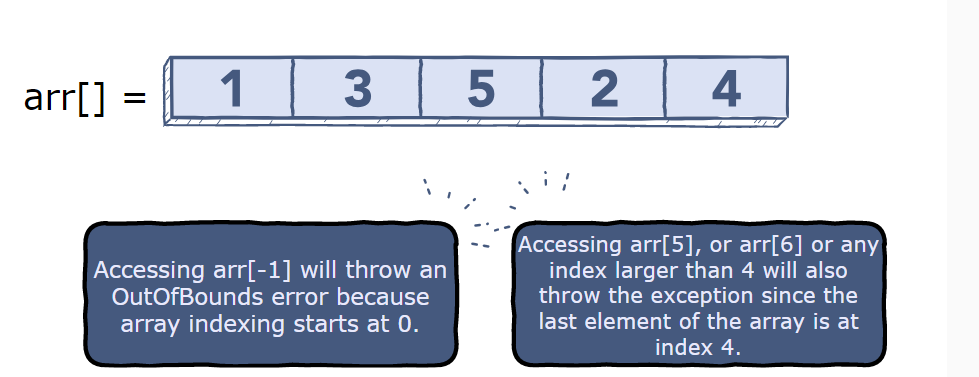 arr[] = 1 3 5 2 4
Accessing arr[-1] will throw an
OutOfBounds error because
array indexing starts at 0.
Accessing arr[5], or arr[6] or any
index larger than 4 will also
throw the exception since the
last element of the array is at
index 4.